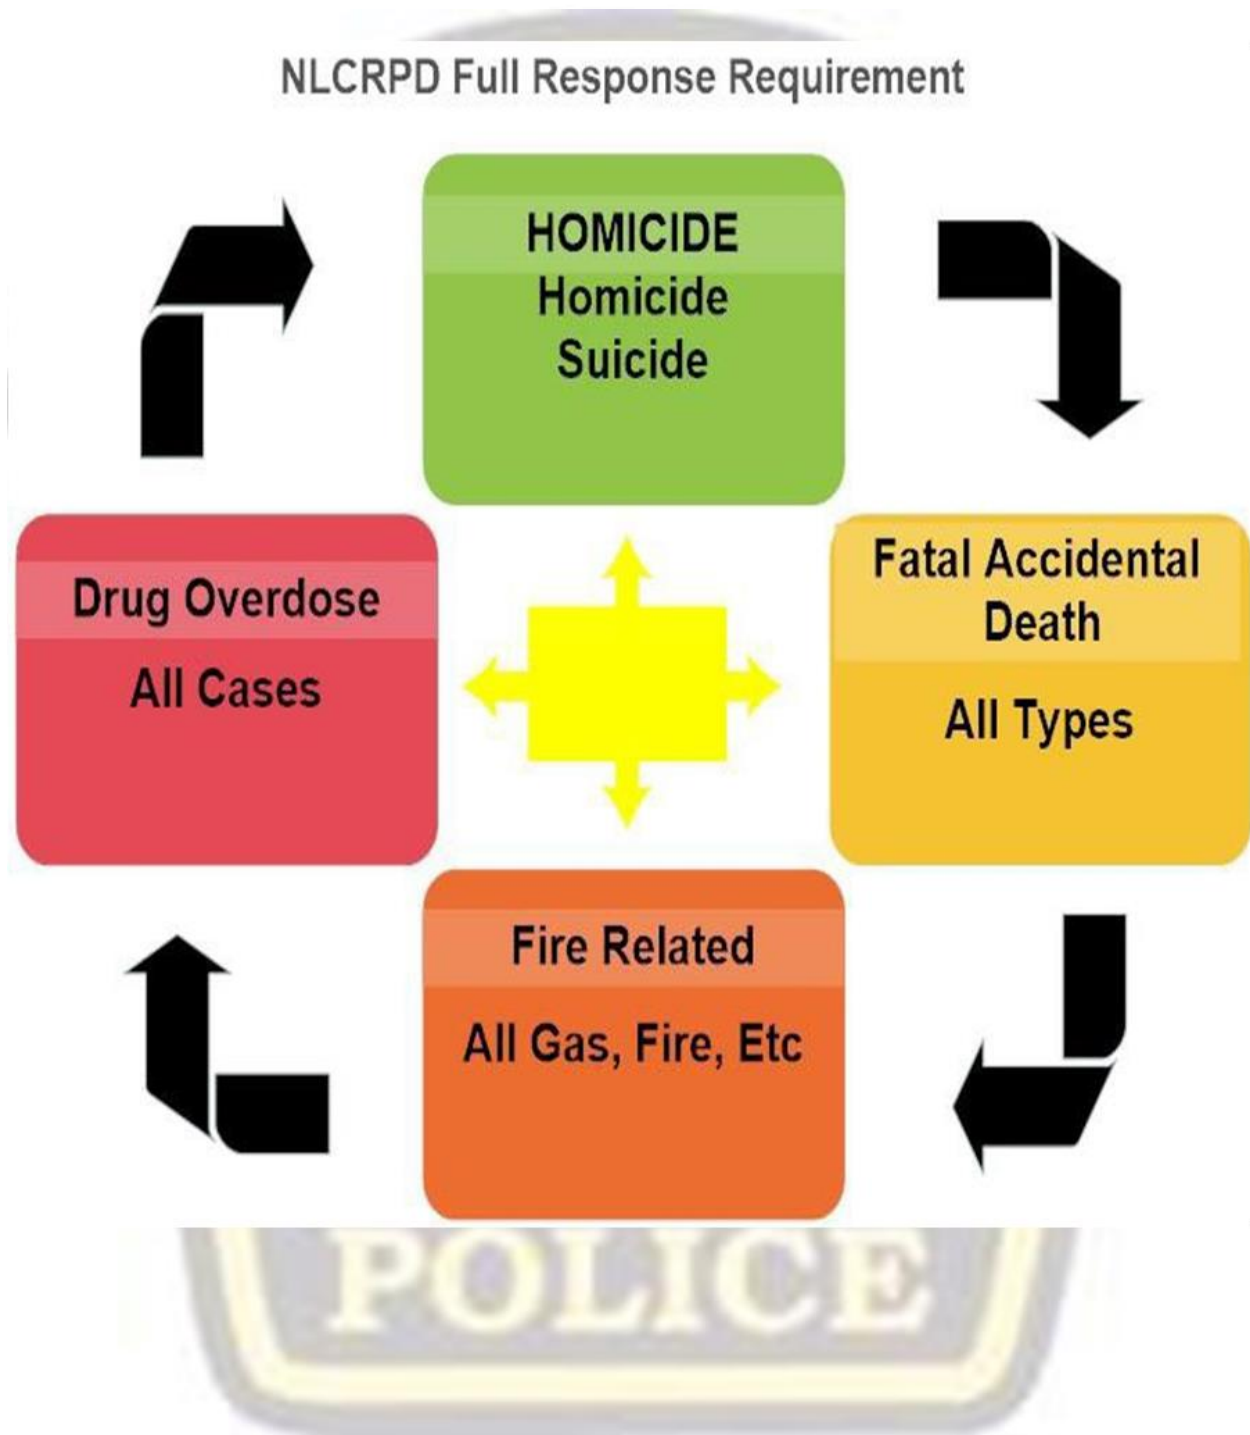 NLCRPD Full Response Requirement
HOMICIDE
Homicide
Suicide
Drug Overdose
All Cases
Fatal Accidental
Death
All Types
Fire Related
All Gas, Fire, Etc
POLICE